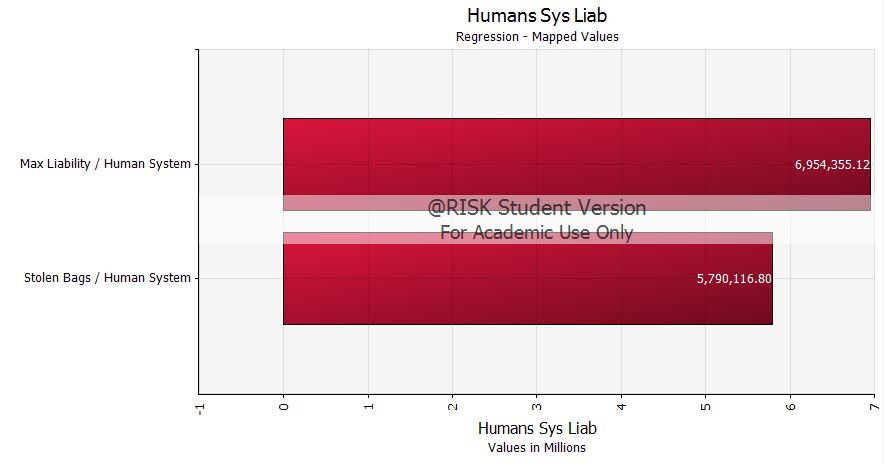 Humans Sys Liab
Regression - Mapped Values
Max Liability / Human System
6,954,355.12
@RISK Student Version
For Academic Use Only
Stolen Bags / Human System
5,790,116.80
-1
0
1
2
3
4
5
6
7
Humans Sys Liab
Values in Millions